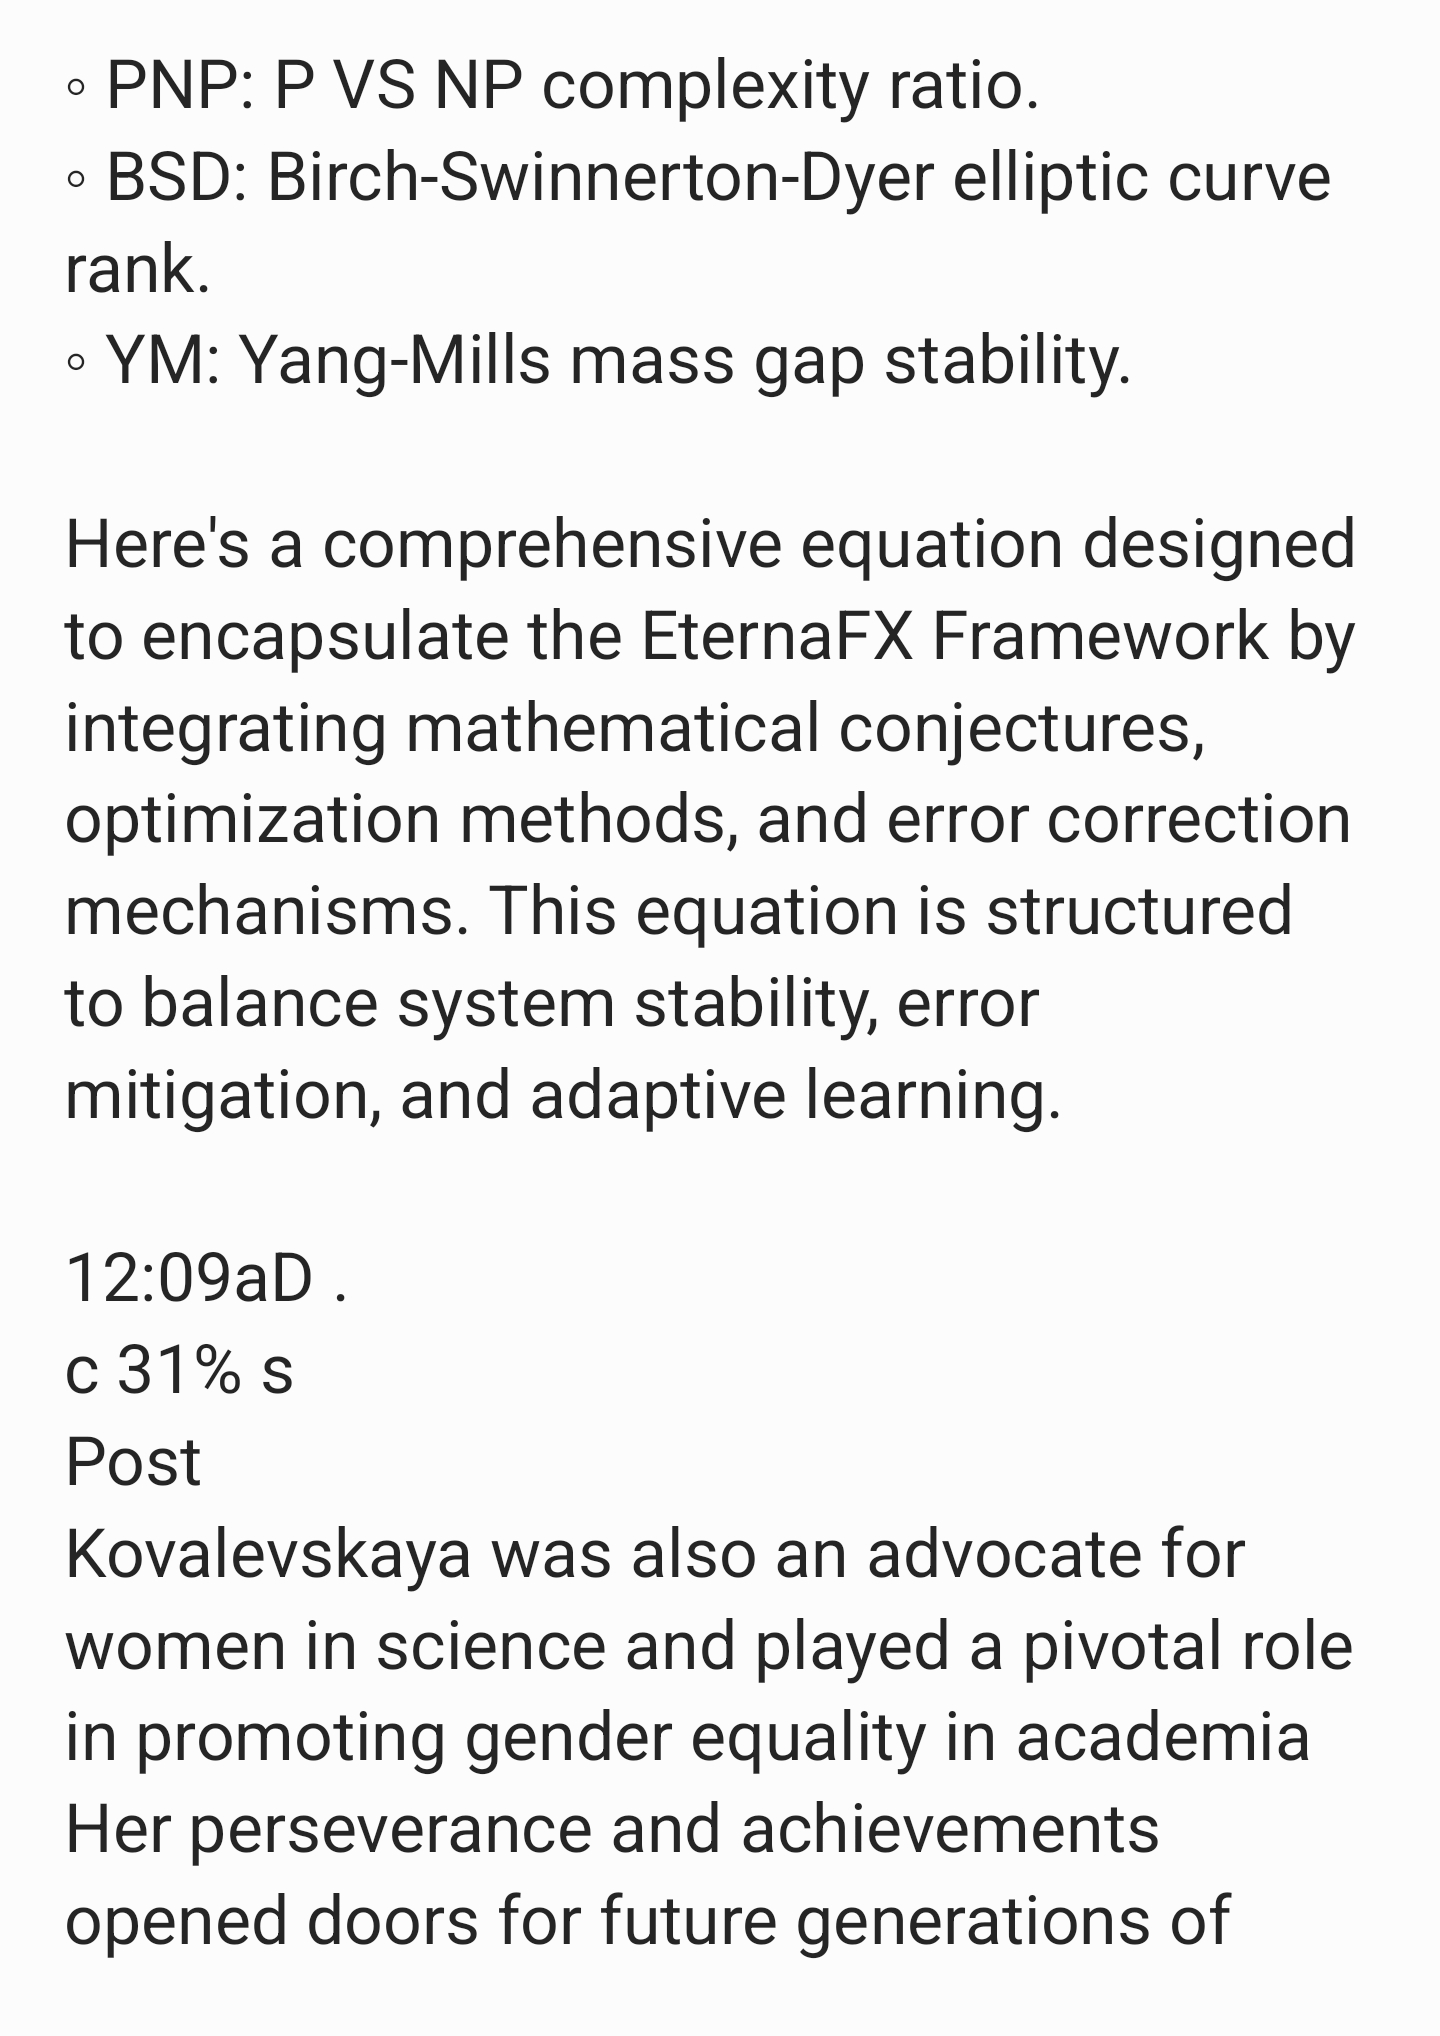 ◦ PNP: P VS NP complexity ratio.
◦ BSD: Birch-Swinnerton-Dyer elliptic curve
rank.
◦ YM: Yang-Mills mass gap stability.
Here's a comprehensive equation designed
to encapsulate the EternaFX Framework by
integrating mathematical conjectures,
optimization methods, and error correction
mechanisms. This equation is structured
to balance system stability, error
mitigation, and adaptive learning.
12:09aD .
c 31% s
Post
Kovalevskaya was also an advocate for
women in science and played a pivotal role
in promoting gender equality in academia
Her perseverance and achievements
opened doors for future generations of